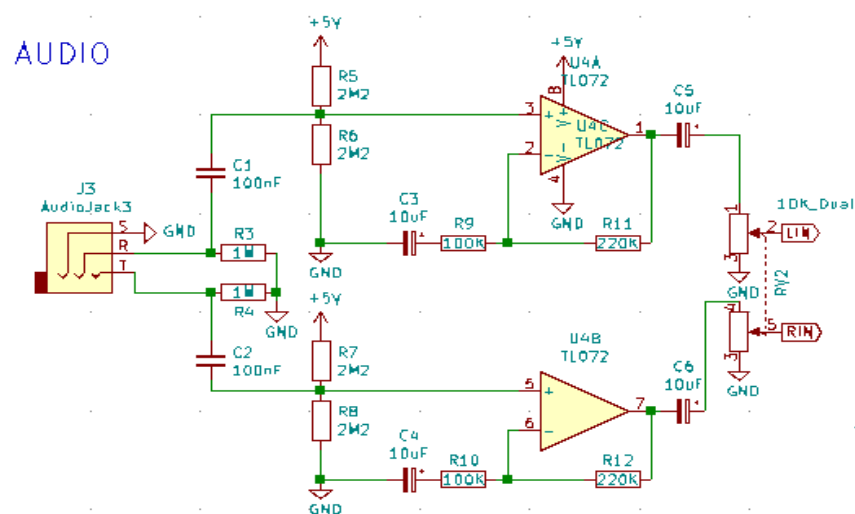 AUDIO
+5V
R5
2M2
R6
2M2
C1
100nF
+5V
U4A
TL072
U4C
TL072
V+
V-
3
2
8
4
1
GND
C5
10uF
J3
AudioJack3
S
R
T
GND
R3
1M
R4
1M
GND
C3
10uF
R9
100K
R11
220K
GND
10K_Dual
1
2
3
LIN
GND
RV2
4
5
3
RIN
GND
C2
100nF
+5V
R7
2M2
R8
2M2
U4B
TL072
5
6
7
C6
10uF
C4
10uF
R10
100K
R12
220K
GND